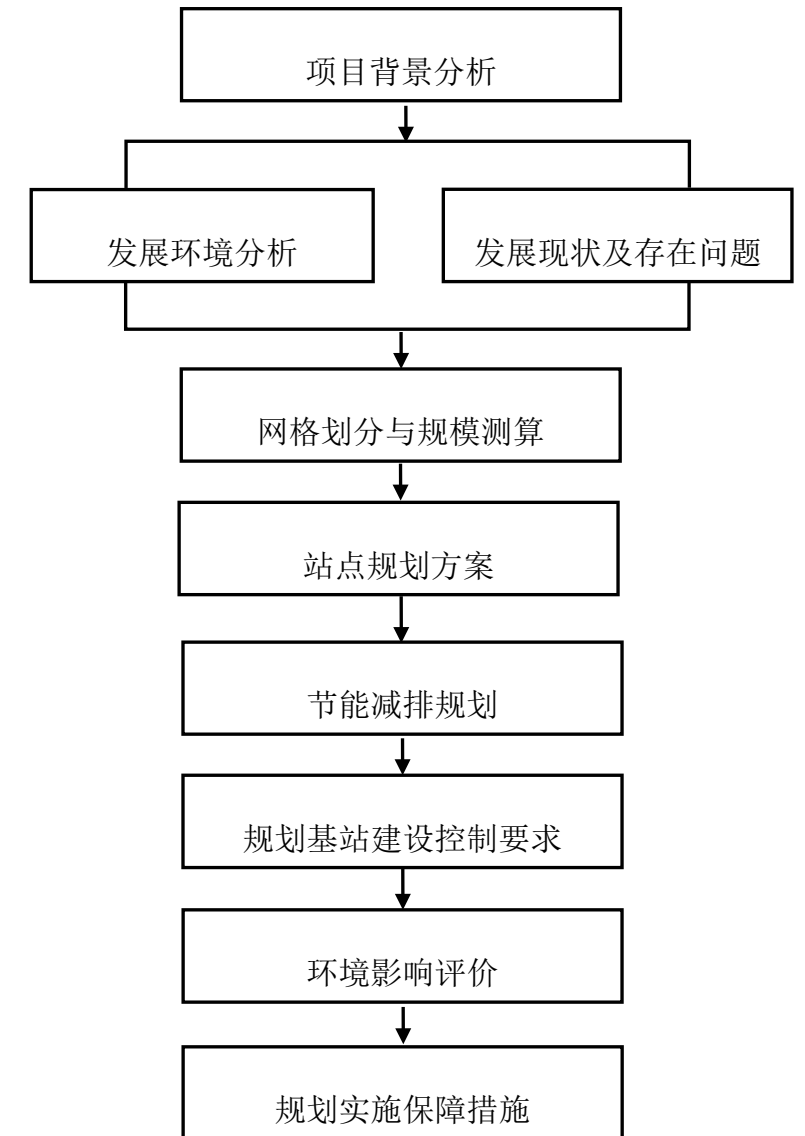 项目背景分析
发展环境分析
发展现状及存在问题
网格划分与规模测算
站点规划方案
节能减排规划
规划基站建设控制要求
环境影响评价
规划实施保障措施